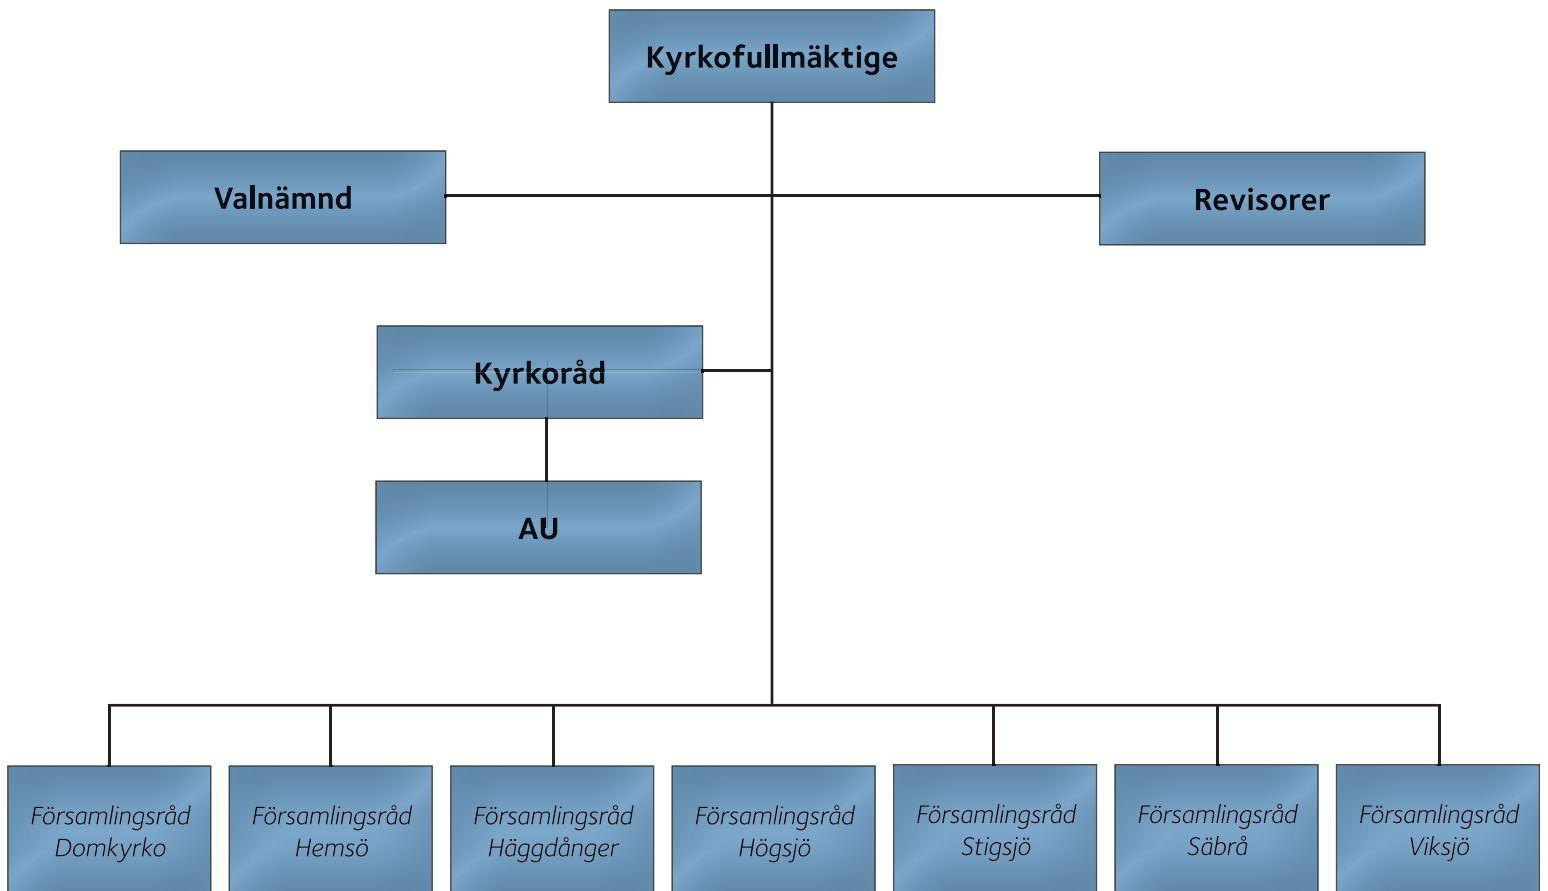 Kyrkofullmäktige
Valnämnd
Revisorer
Kyrkoråd
AU
Församlingsråd
Domkyrko
Församlingsråd
Hemsö
Församlingsråd
Häggdånger
Församlingsråd
Högsjö
Församlingsråd
Stigsjö
Församlingsråd
Säbrå
Församlingsråd
Viksjö